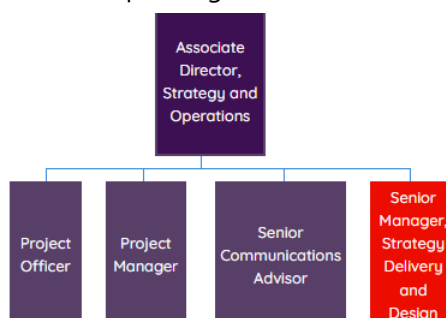 Associate
Director,
Strategy and
Operations
Project
Officer
Project
Manager
Senior
Communications
Advisor
Senior
Manager,
Strategy
Delivery
and
Design